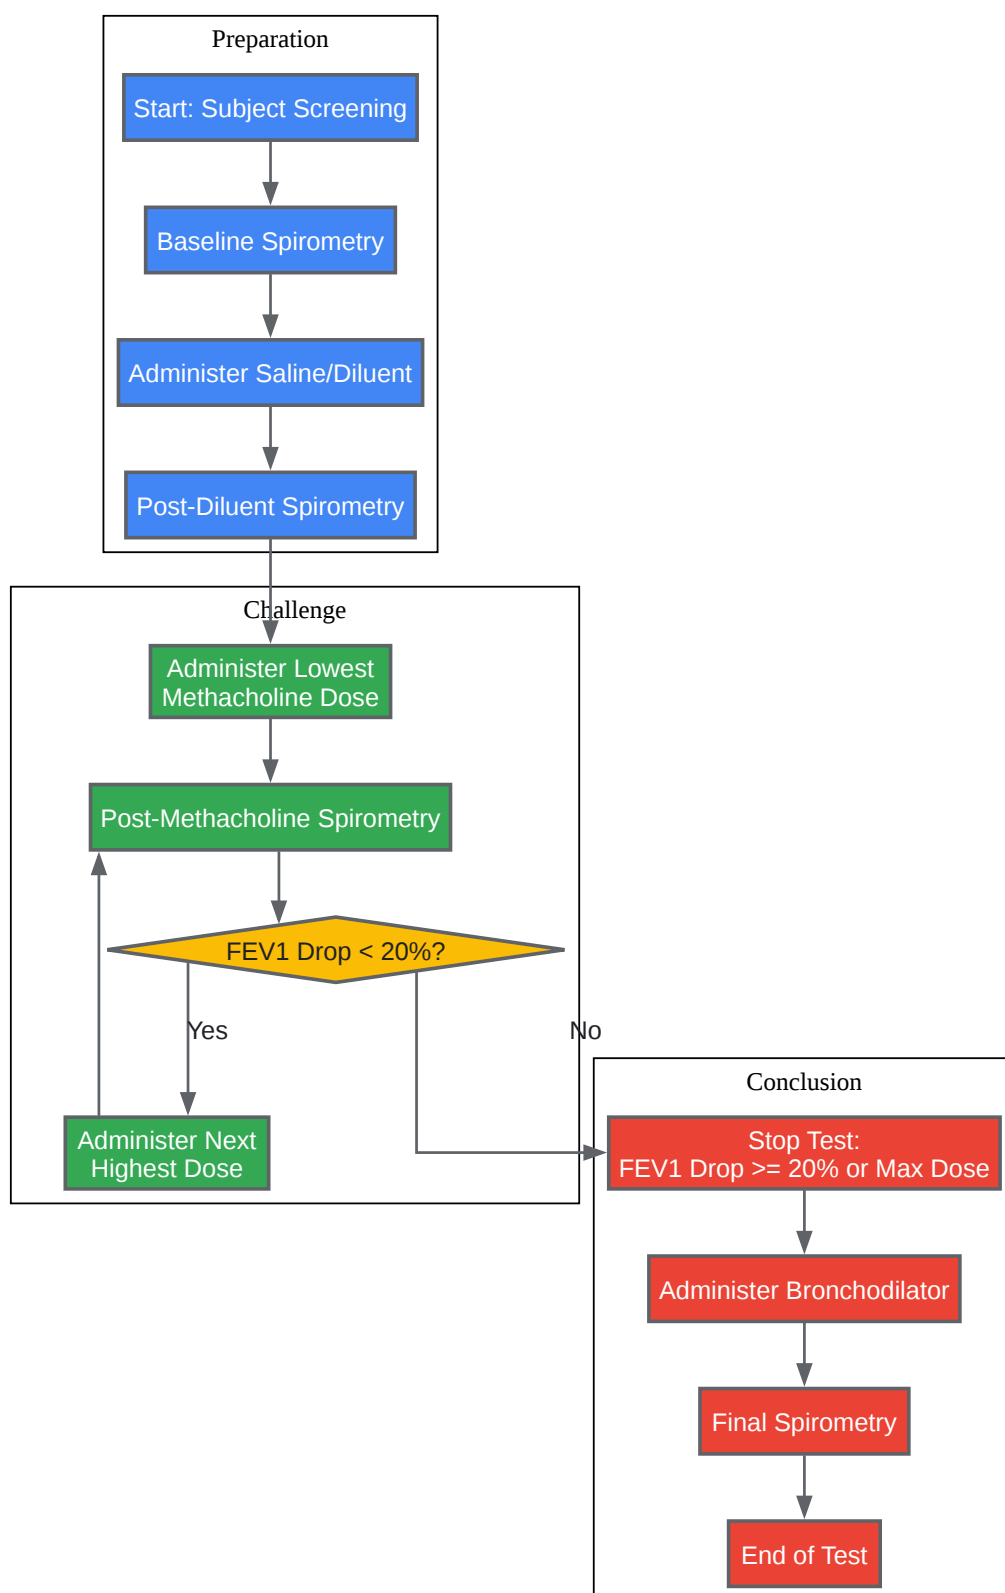 Preparation
Start: Subject Screening
Baseline Spirometry
Administer Saline/Diluent
Post-Diluent Spirometry
Challenge
Administer Lowest
Methacholine Dose
Post-Methacholine Spirometry
FEV1 Drop < 20%?
Yes
No
Administer Next
Highest Dose
Conclusion
Stop Test:
FEV1 Drop >= 20% or Max Dose
Administer Bronchodilator
Final Spirometry
End of Test